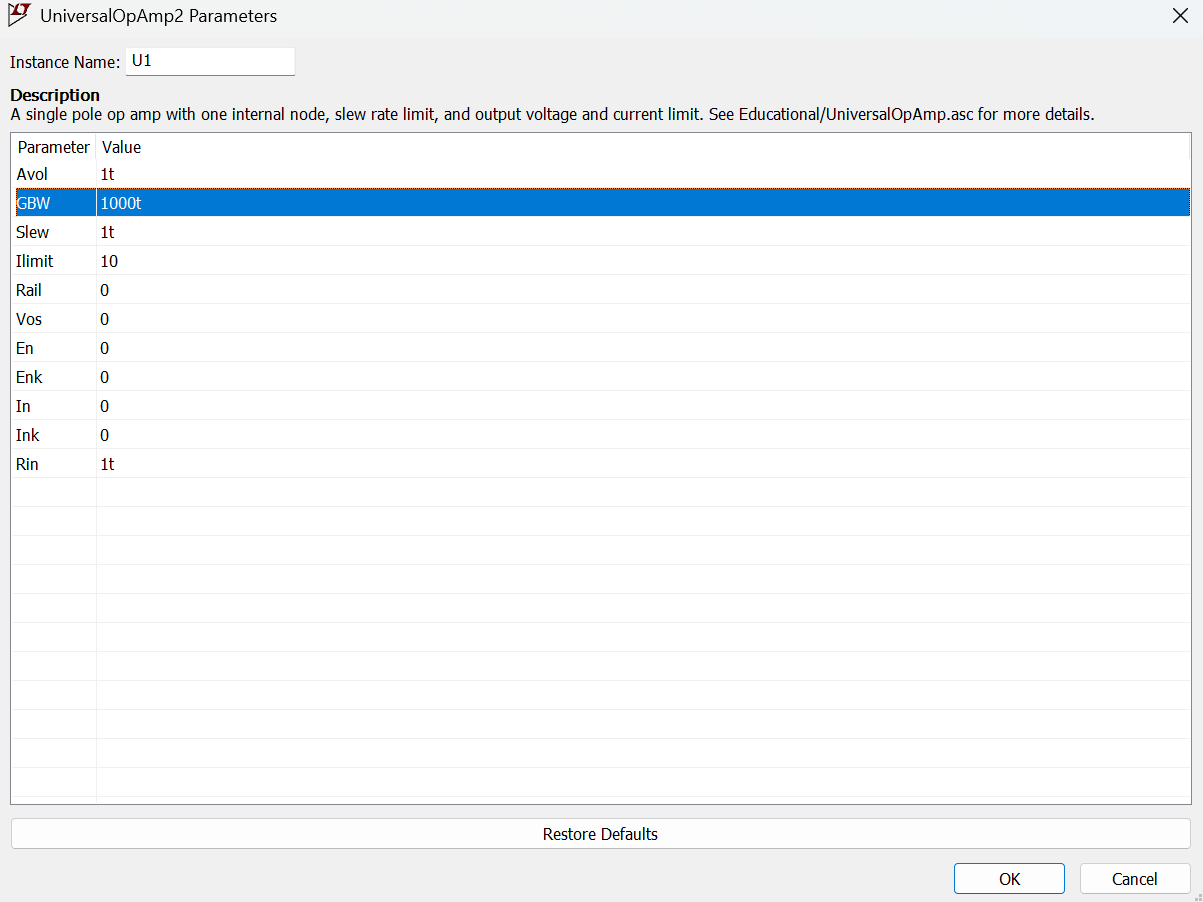 UniversalOpAmp2 Parameters
Instance Name: U1
Description
A single pole op amp with one internal node, slew rate limit, and output voltage and current limit. See Educational/UniversalOpAmp.asc for more details.
Parameter Value
Avol 1t
GBW 1000t
Slew 1t
Ilimit 10
Rail 0
Vos 0
En 0
Enk 0
In 0
Ink 0
Rin 1t
Restore Defaults
OK Cancel